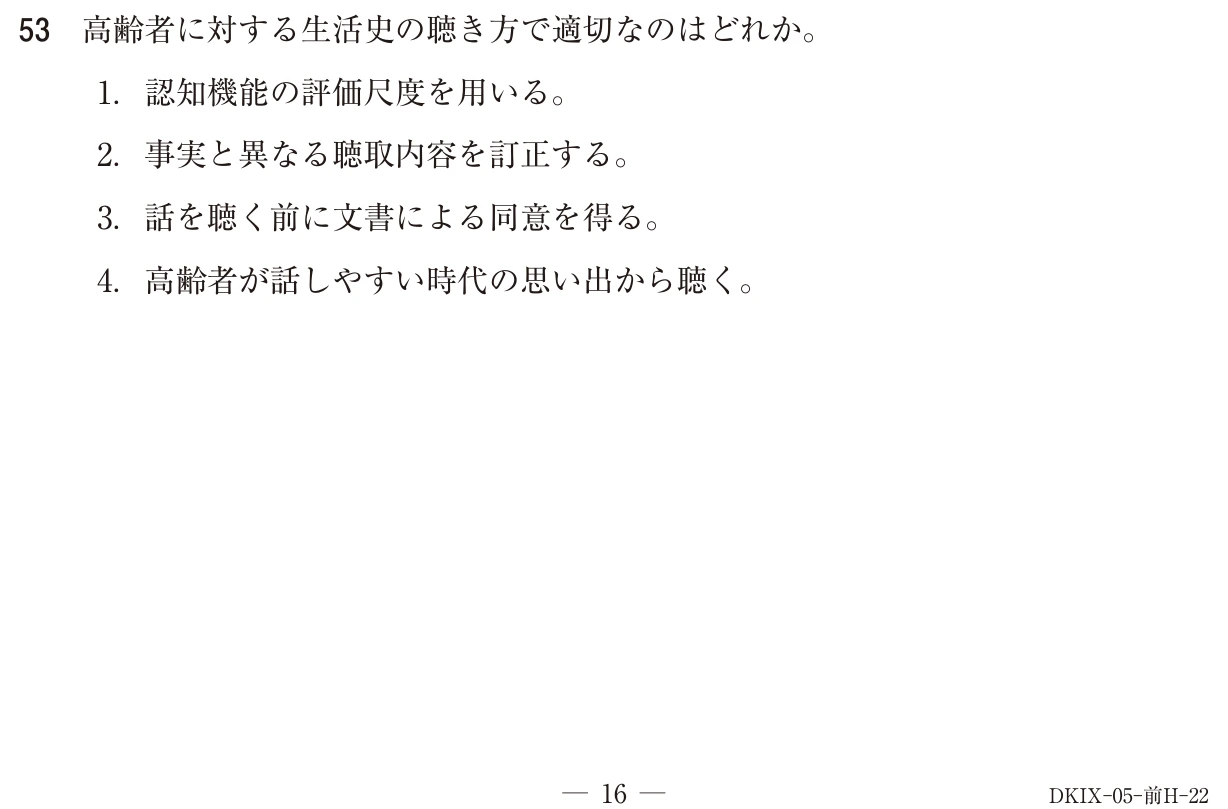 53 高齢者に対する生活史の聴き方で適切なのはどれか。
1. 認知機能の評価尺度を用いる。
2. 事実と異なる聴取内容を訂正する。
3. 話を聴く前に文書による同意を得る。
4. 高齢者が話しやすい時代の思い出から聴く。
— 16 —
DKIX-05-前H-22